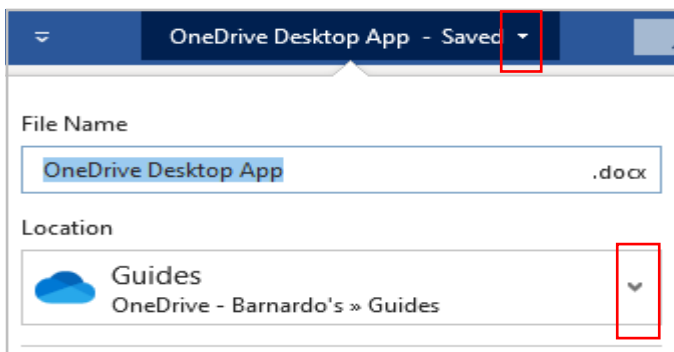 OneDrive Desktop App - Saved
File Name
OneDrive Desktop App .docx
Location
Guides
OneDrive - Barnardo's » Guides